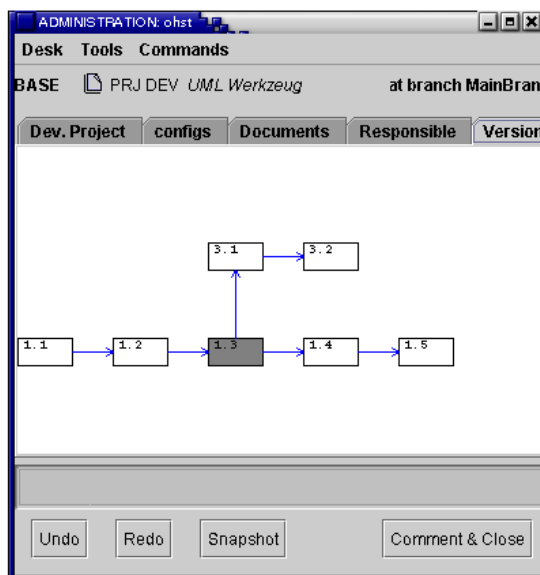 ADMINISTRATION: ohst
Desk Tools Commands
BASE PRJ DEV UML Werkzeug at branch MainBran
Dev. Project configs Documents Responsible Version
3.1 3.2
1.1 1.2 1.3 1.4 1.5
Undo Redo Snapshot Comment & Close